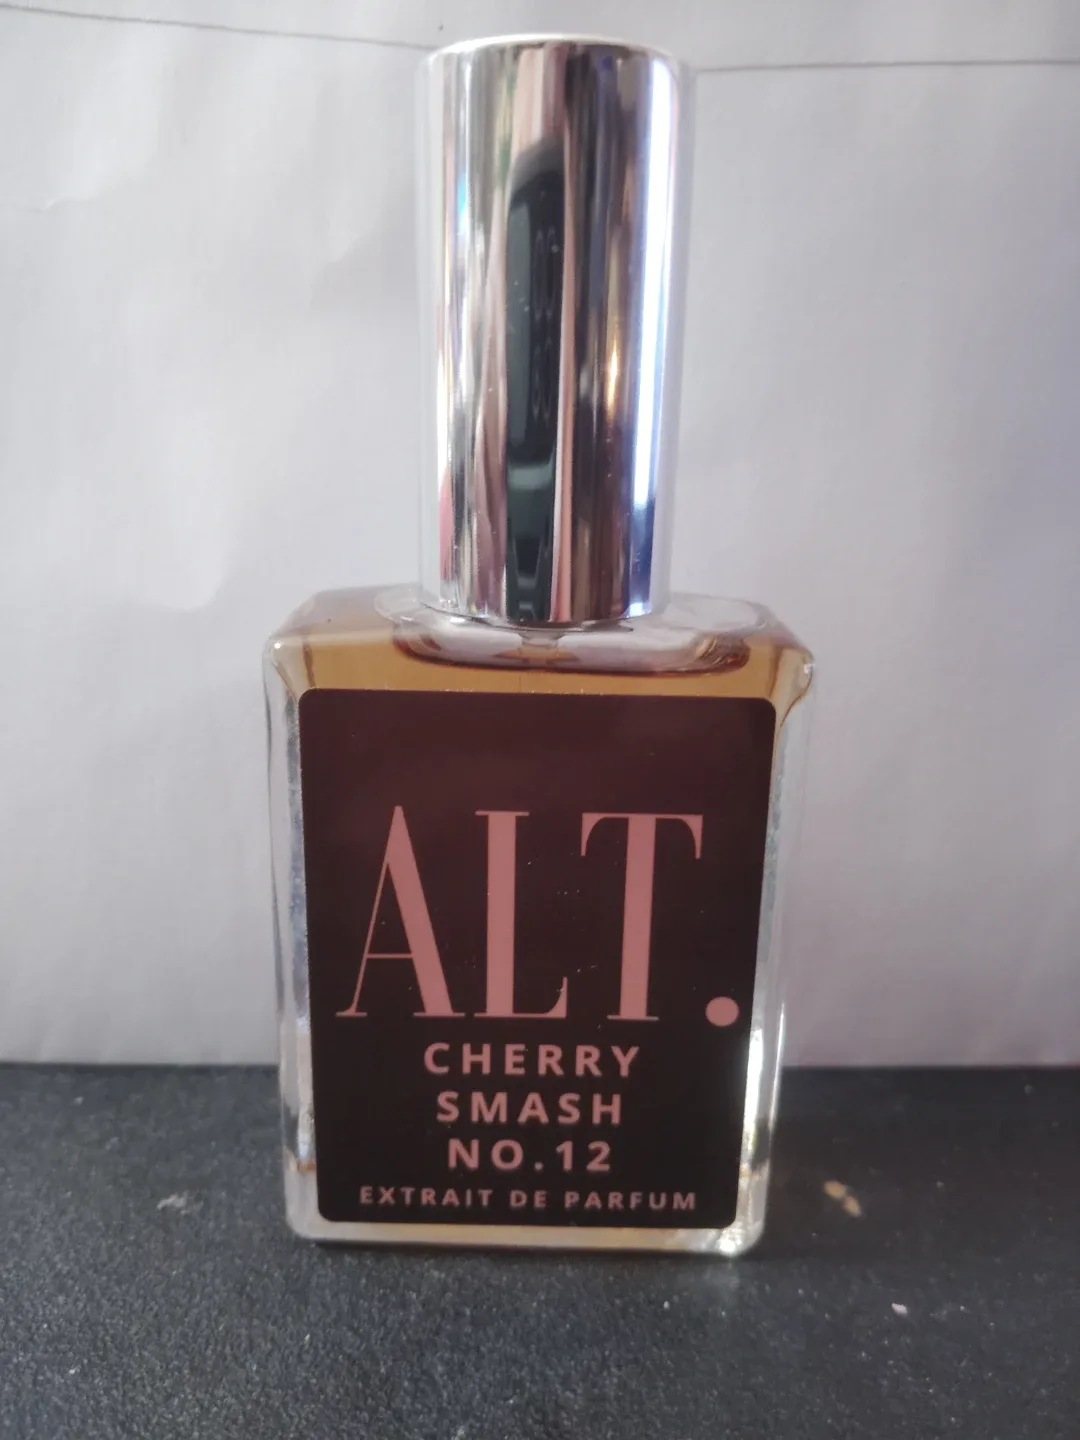 ALT.
CHERRY
SMASH
NO.12
EXTRAIT DE PARFUM